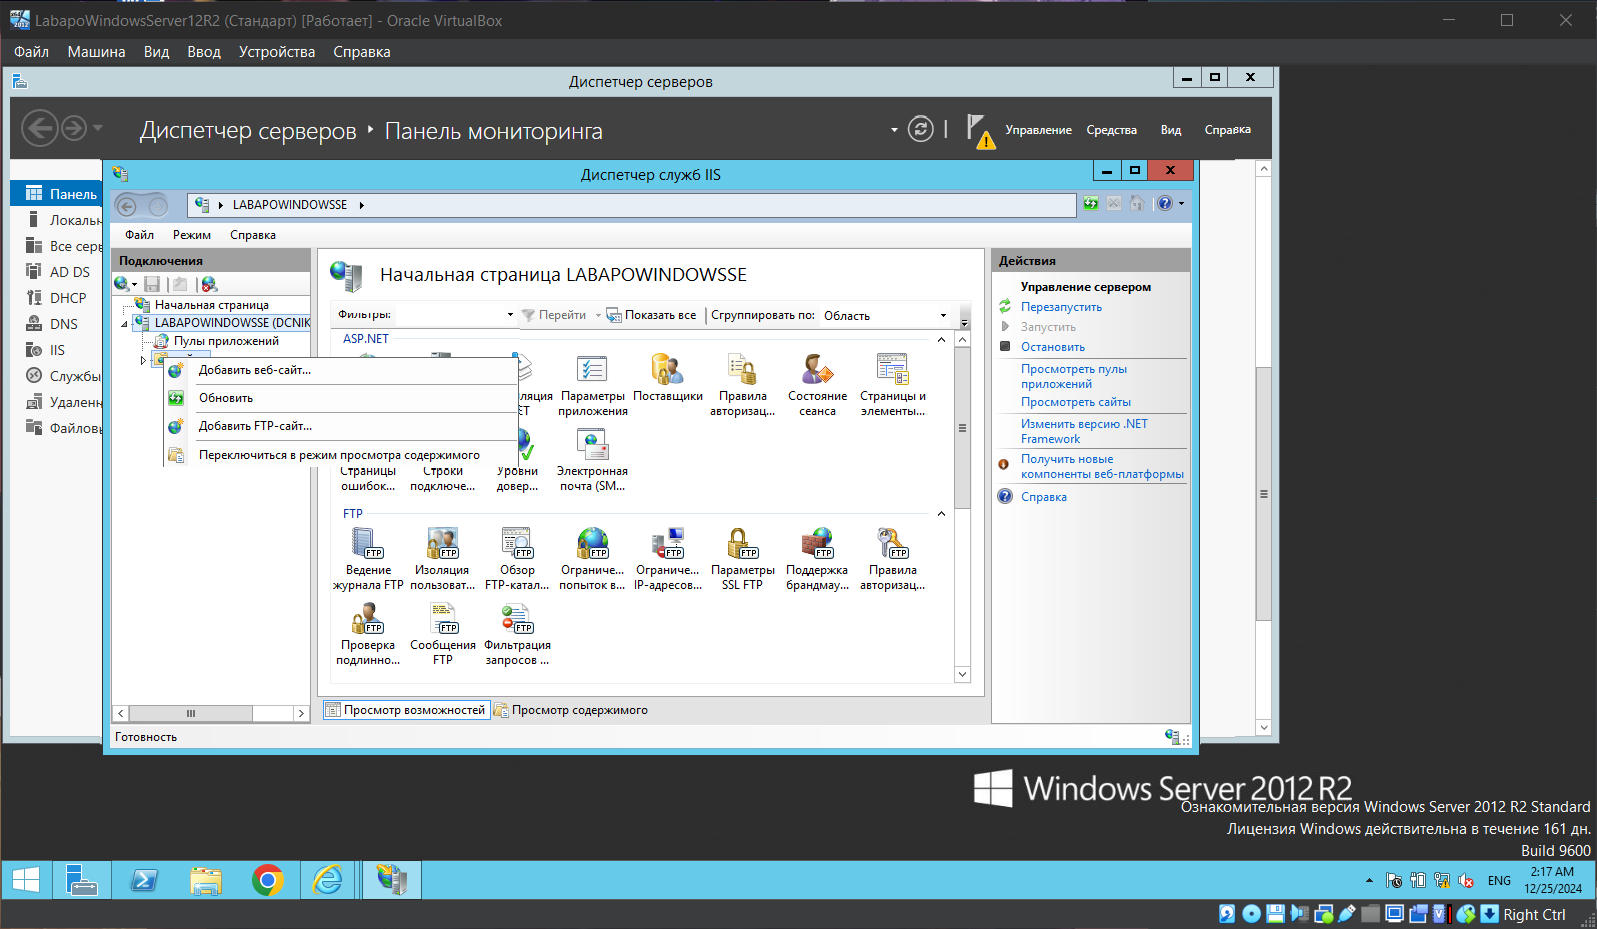 LabapoWindowsServer12R2 (Стандарт) [Работает] - Oracle VirtualBox
Файл Машина Вид Ввод Устройства Справка
Диспетчер серверов
Диспетчер серверов Панель мониторинга
Управление Средства Вид Справка
Панель
Локальн
Все серв
AD DS
DHCP
DNS
IIS
Службы
Удаленн
Файловы
Диспетчер служб IIS
LABAPOWINDOWSSE
Файл Режим Справка
Подключения
Начальная страница
LABAPOWINDOWSSE (DCNIK
Пулы приложений
Добавить веб-сайт...
Обновить
Добавить FTP-сайт...
Переключиться в режим просмотра содержимого
Начальная страница LABAPOWINDOWSSE
Фильтры: Перейти Показать все Сгруппировать по: Область
ASP.NET
ляция
ET
Параметры
приложения
Поставщики
Правила
авторизац...
Состояние
сеанса
Страницы и
элементы...
Страницы
ошибок...
Строки
подключе...
Уровни
довер...
Электронная
почта (SM...
FTP
Ведение
журнала FTP
Изоляция
пользоват...
Обзор
FTP-катал...
Ограниче...
попыток в...
Ограниче...
IP-адресов...
Параметры
SSL FTP
Поддержка
брандмау...
Правила
авторизац...
Проверка
подлинно...
Сообщения
FTP
Фильтрация
запросов ...
Просмотр возможностей Просмотр содержимого
Готовность
Действия
Управление сервером
Перезапустить
Запустить
Остановить
Просмотреть пулы
приложений
Просмотреть сайты
Изменить версию .NET
Framework
Получить новые
компоненты веб-платформы
Справка
Windows Server 2012 R2
Ознакомительная версия Windows Server 2012 R2 Standard
Лицензия Windows действительна в течение 161 дн.
Build 9600
ENG
2:17 AM
12/25/2024
Right Ctrl